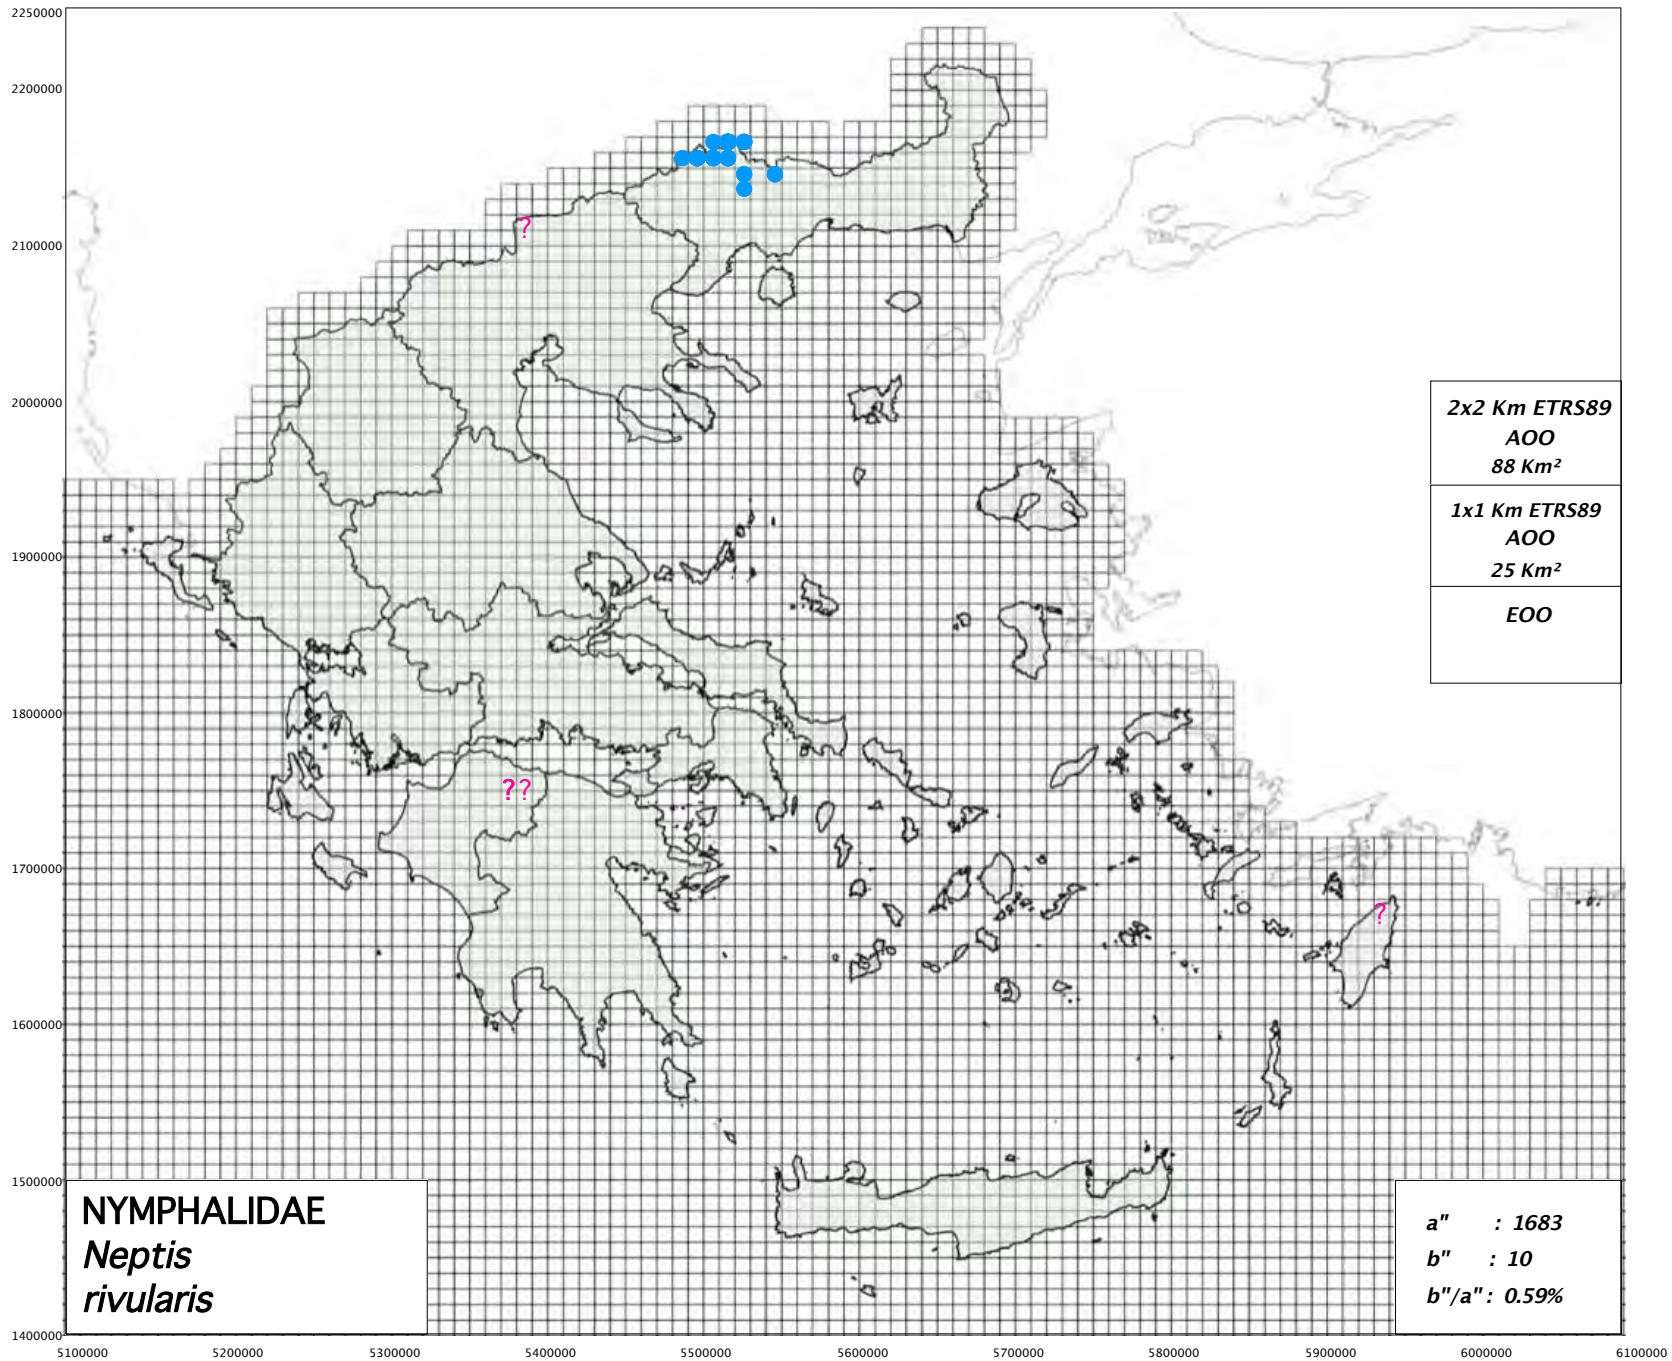 2250000
2200000
2100000
2000000
1900000
1800000
1700000
1600000
1500000
1400000
?
??
?
2x2 Km ETRS89
AOO
88 Km²
1x1 Km ETRS89
AOO
25 Km²
EOO
NYMPHALIDAE
Neptis
rivularis
a" : 1683
b" : 10
b"/a" : 0.59%
5100000 5200000 5300000 5400000 5500000 5600000 5700000 5800000 5900000 6000000 6100000